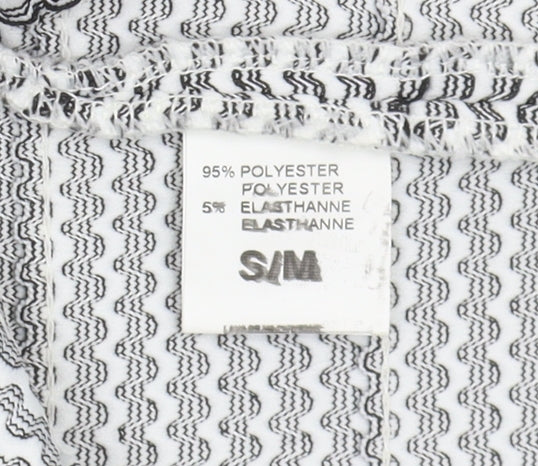 95% POLYESTER
POLYESTER
5% ELASTHANNE
ELASTHANNE
S/M